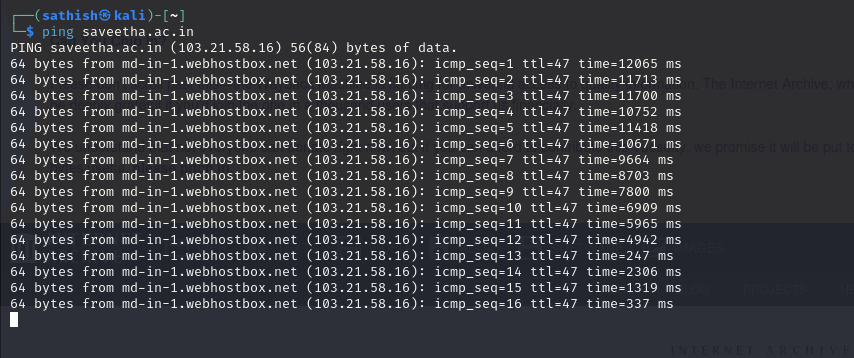 ┌──(sathish㉿kali)-[~]
└─$ ping saveetha.ac.in
PING saveetha.ac.in (103.21.58.16) 56(84) bytes of data.
64 bytes from md-in-1.webhostbox.net (103.21.58.16): icmp_seq=1 ttl=47 time=12065 ms
64 bytes from md-in-1.webhostbox.net (103.21.58.16): icmp_seq=2 ttl=47 time=11713 ms
64 bytes from md-in-1.webhostbox.net (103.21.58.16): icmp_seq=3 ttl=47 time=11700 ms
64 bytes from md-in-1.webhostbox.net (103.21.58.16): icmp_seq=4 ttl=47 time=10752 ms
64 bytes from md-in-1.webhostbox.net (103.21.58.16): icmp_seq=5 ttl=47 time=11418 ms
64 bytes from md-in-1.webhostbox.net (103.21.58.16): icmp_seq=
64 bytes from md-in-1.webhostbox.net (103.21.58.16): icmp_seq=7 ttl=47 time=9664 ms
64 bytes from md-in-1.webhostbox.net (103.21.58.16): icmp_seq=8 ttl=47 time=8703 ms
64 bytes from md-in-1.webhostbox.net (103.21.58.16): icmp_seq=9 ttl=47 time=7800 ms
64 bytes from md-in-1.webhostbox.net (103.21.58.16): icmp_seq=10 ttl=47 time=6909 ms
64 bytes from md-in-1.webhostbox.net (103.21.58.16): icmp_seq=11 ttl=47 time=5965 ms
64 bytes from md-in-1.webhostbox.net (103.21.58.16): icmp_seq=12 ttl=47 time=4942 ms
64 bytes from md-in-1.webhostbox.net (103.21.58.16): icmp_seq=13 ttl=47 time=247 ms
64 bytes from md-in-1.webhostbox.net (103.21.58.16): icmp_seq=14 ttl=47 time=2306 ms
64 bytes from md-in-1.webhostbox.net (103.21.58.16): icmp_seq=15 ttl=47 time=1319 ms
64 bytes from md-in-1.webhostbox.net (103.21.58.16): icmp_seq=16 ttl=47 time=337 ms
The Internet Archive,
we promise it will be put to
PROJECTS
INTERNET ARCHIVE